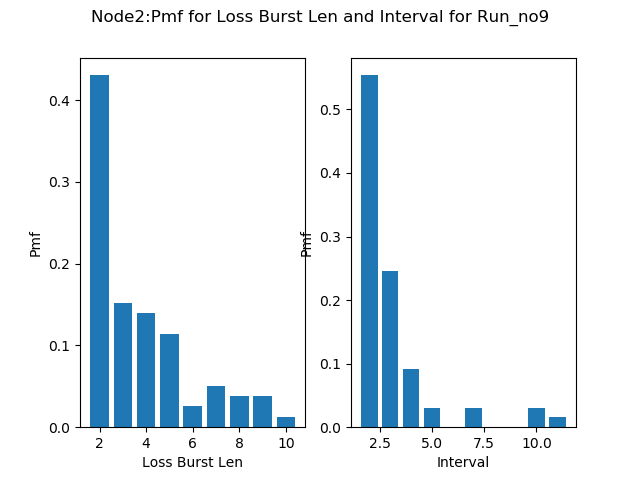 Node2:Pmf for Loss Burst Len and Interval for Run_no9
0.4
0.3
0.2
0.1
0.0
Pmf
2 4 6 8 10
Loss Burst Len
0.5
0.4
0.3
0.2
0.1
0.0
Pmf
2.5 5.0 7.5 10.0
Interval